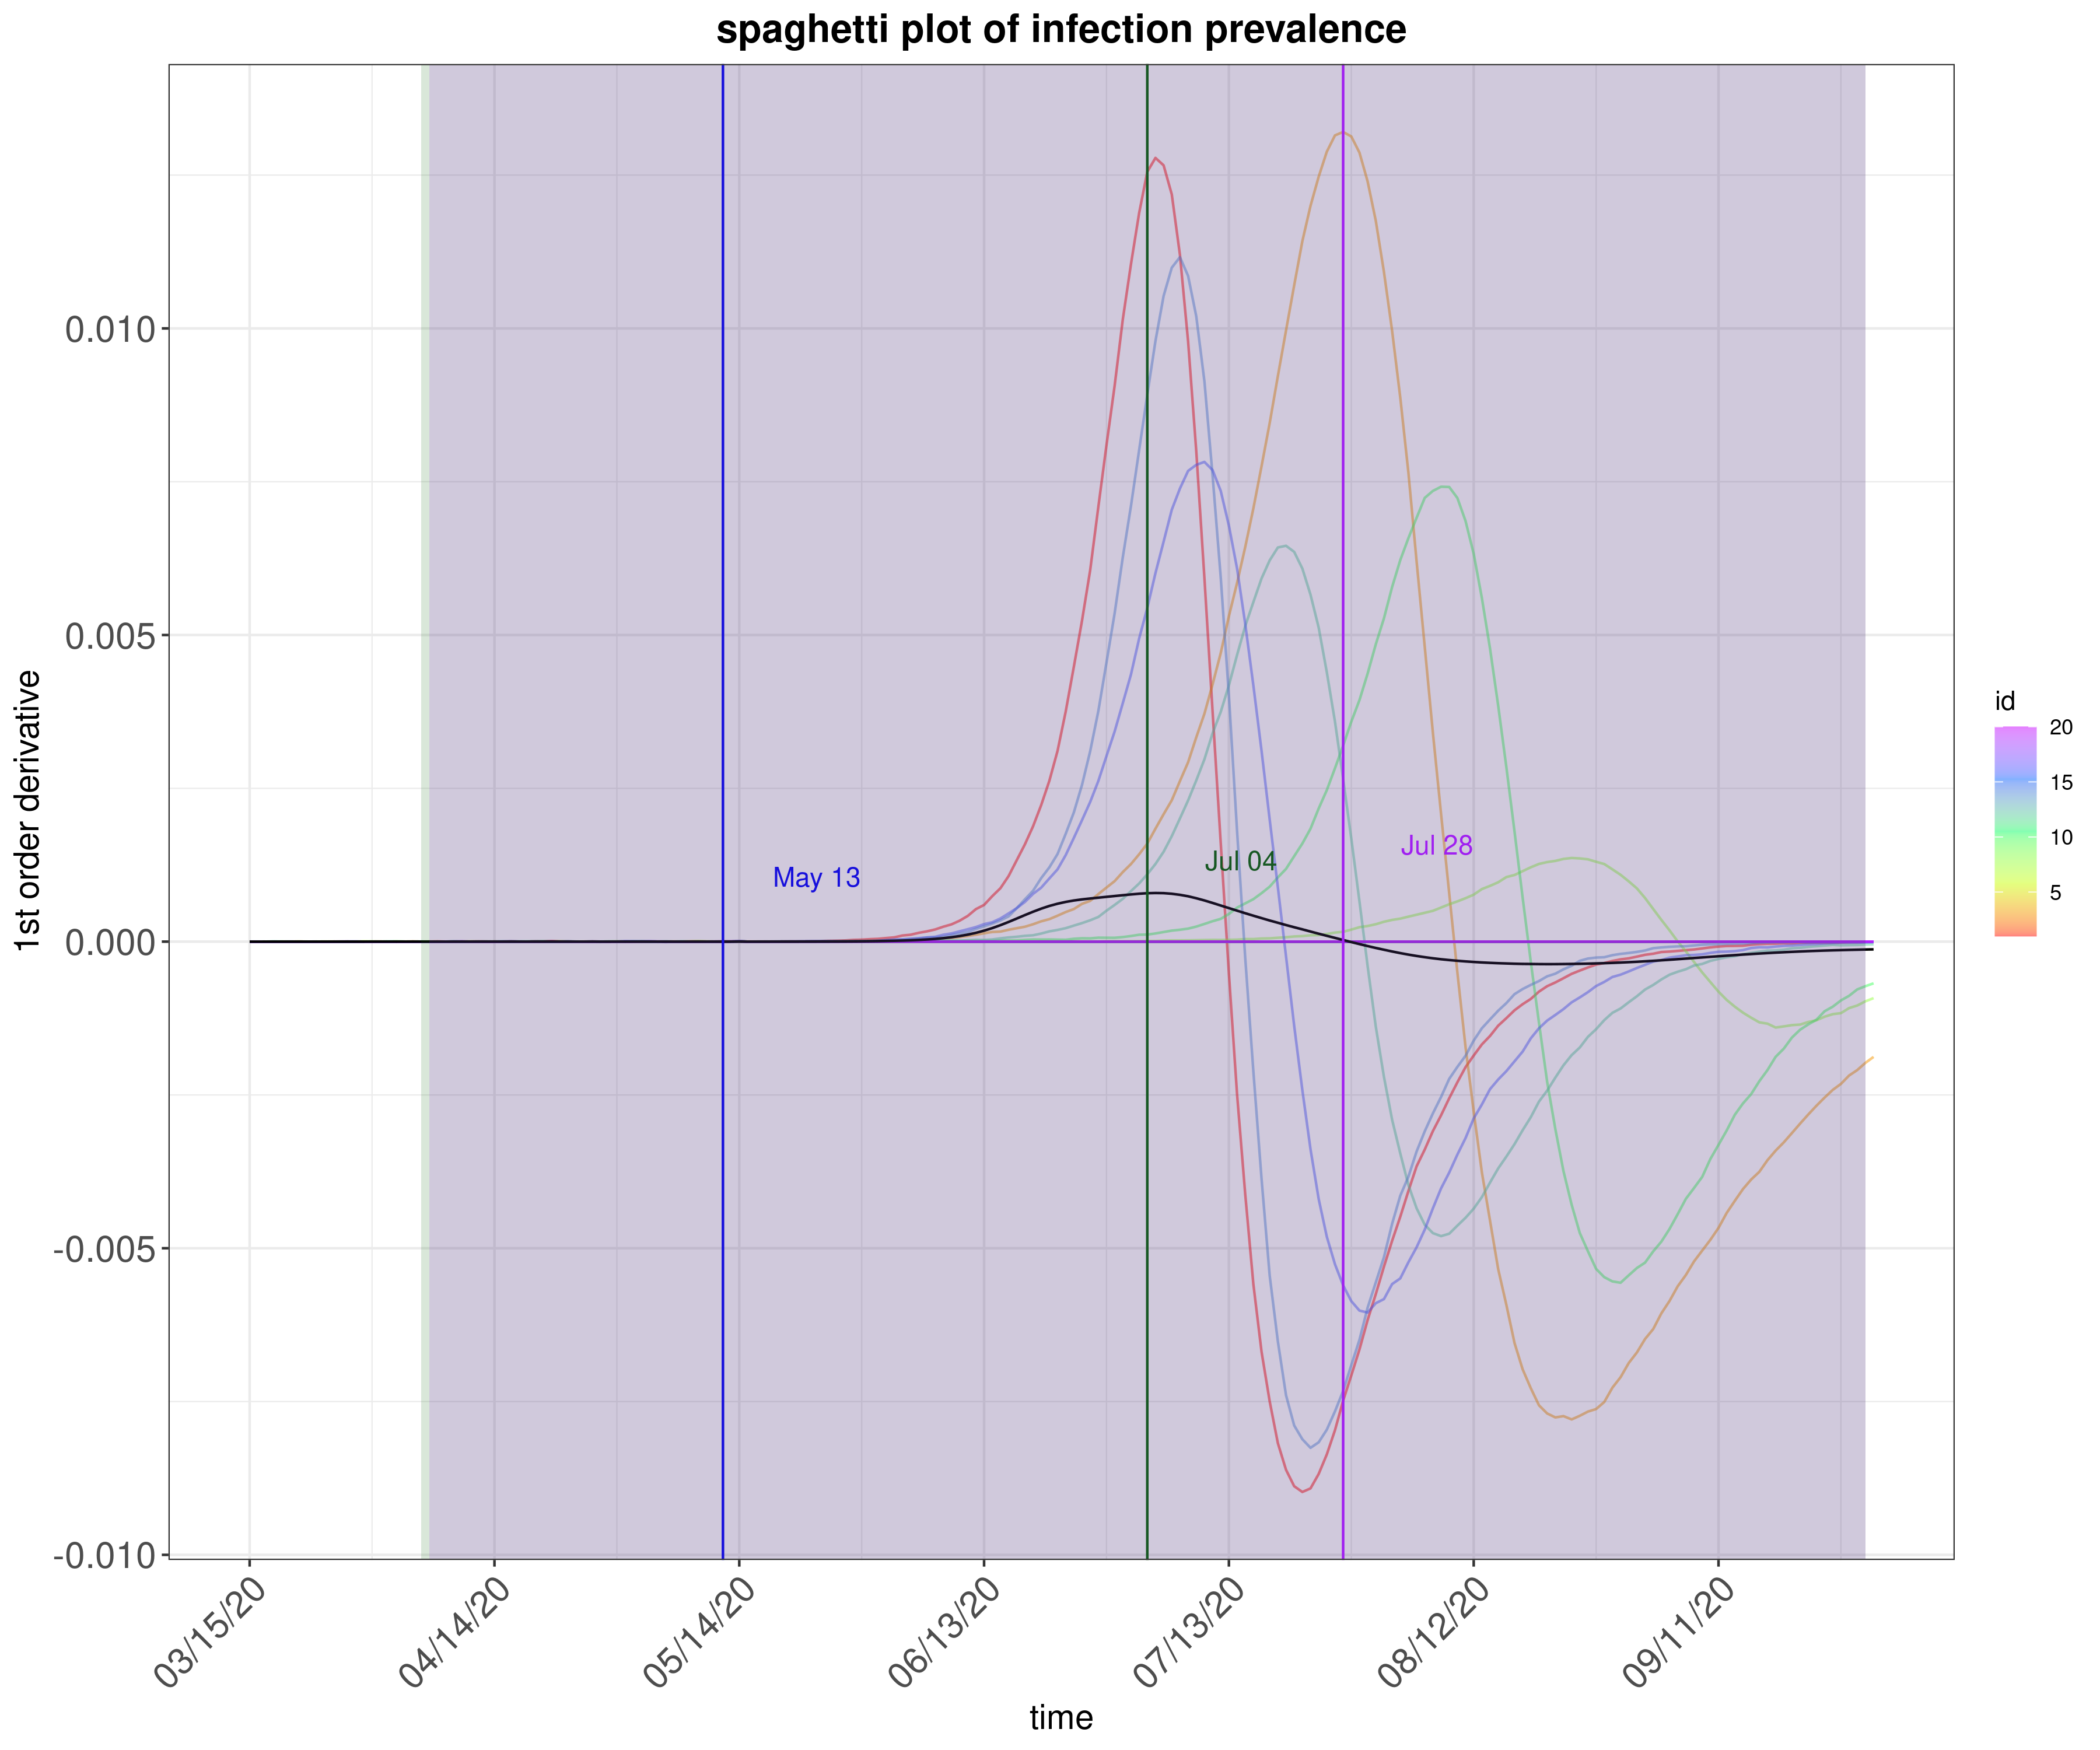 spaghetti plot of infection prevalence
1st order derivative
0.010
0.005
0.000
-0.005
-0.010
May 13
Jul 04
Jul 28
03/15/20
04/14/20
05/14/20
06/13/20
07/13/20
08/12/20
09/11/20
time
id
20
15
10
5